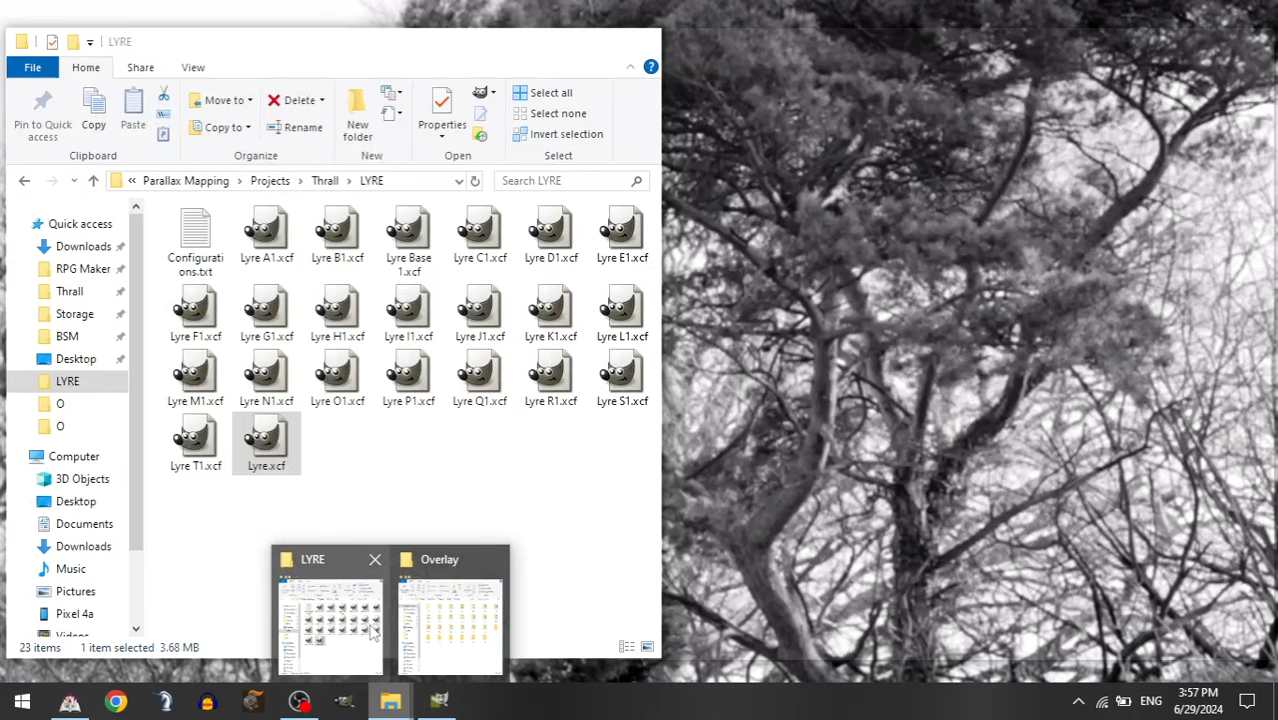 LYRE
File
Home
Share
View
Pin to Quick
access
Copy
Paste
Move to
Copy to
Delete
Rename
New
folder
Properties
Select all
Select none
Invert selection
Clipboard
Organize
New
Open
Select
Parallax Mapping
Projects
Thrall
LYRE
Search LYRE
Quick access
Downloads
RPG Maker
Thrall
Storage
BSM
Desktop
LYRE
O
O
Computer
3D Objects
Desktop
Documents
Downloads
Music
Pictures
Pixel 4a
Videos
Configurati
ons.txt
Lyre A1.xcf
Lyre B1.xcf
Lyre Base
1.xcf
Lyre C1.xcf
Lyre D1.xcf
Lyre E1.xcf
Lyre F1.xcf
Lyre G1.xcf
Lyre H1.xcf
Lyre I1.xcf
Lyre J1.xcf
Lyre K1.xcf
Lyre L1.xcf
Lyre M1.xcf
Lyre N1.xcf
Lyre O1.xcf
Lyre P1.xcf
Lyre Q1.xcf
Lyre R1.xcf
Lyre S1.xcf
Lyre T1.xcf
Lyre.xcf
LYRE
Overlay
23 items
1 item selected 3.68 MB
ENG
3:57 PM
6/29/2024